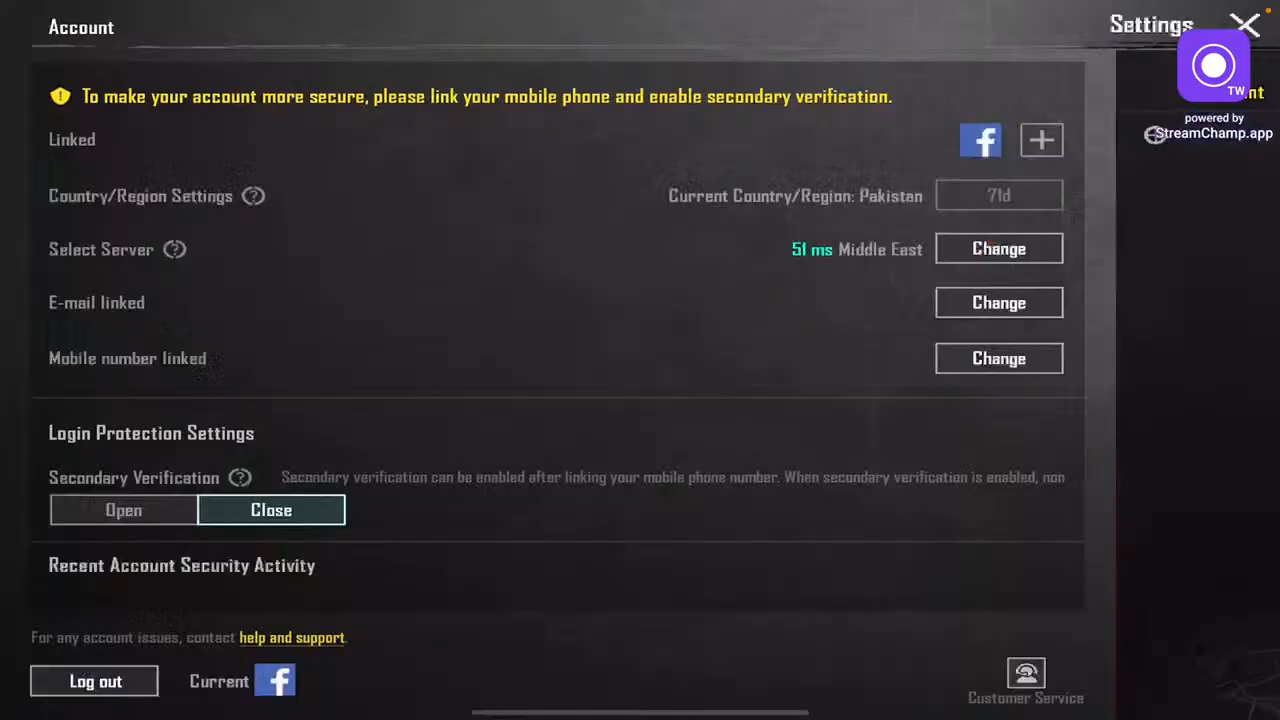 Account
Settings
To make your account more secure, please link your mobile phone and enable secondary verification.
TW
nt
powered by
StreamChamp.app
Linked
Country/Region Settings
Current Country/Region: Pakistan
71d
Select Server
51 ms Middle East
Change
E-mail linked
Change
Mobile number linked
Change
Login Protection Settings
Secondary Verification
Secondary verification can be enabled after linking your mobile phone number. When secondary verification is enabled, non
Open
Close
Recent Account Security Activity
For any account issues, contact help and support.
Log out
Current
Customer Service